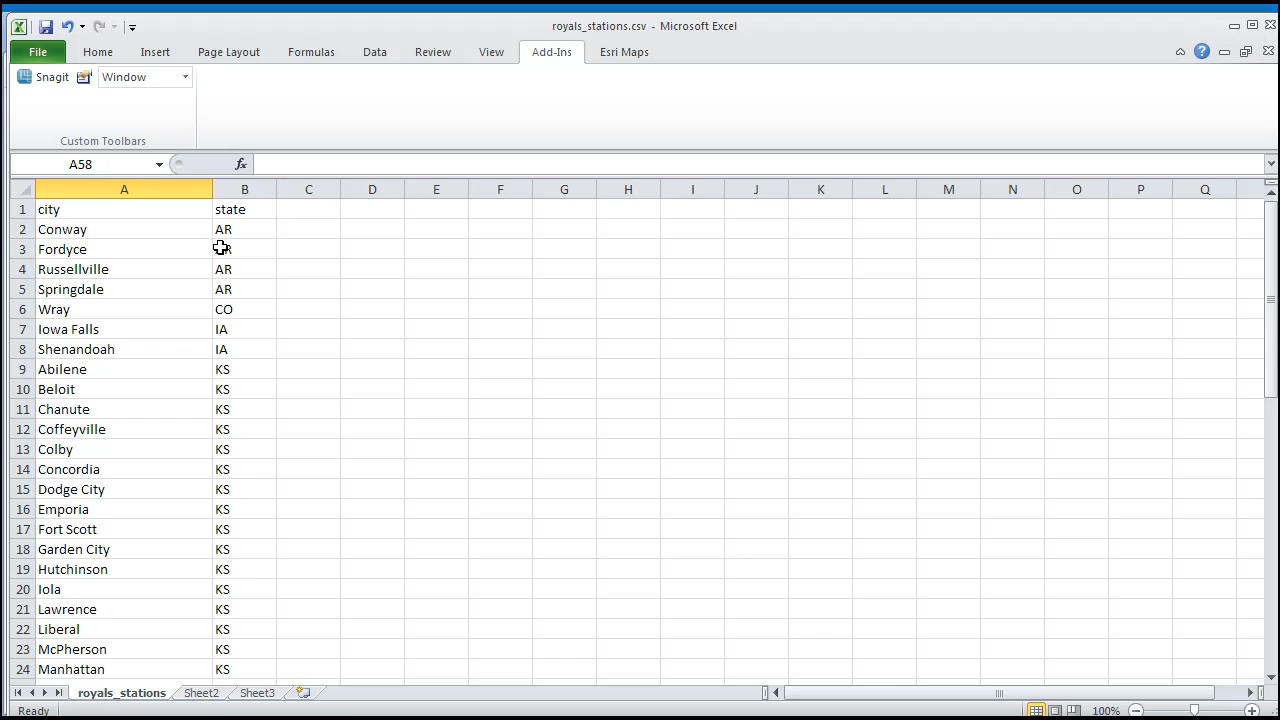 royals_stations.csv - Microsoft Excel
File Home Insert Page Layout Formulas Data Review View Add-Ins Esri Maps
Snagit Window
Custom Toolbars
A58 fx
A B C D E F G H I J K L M N O P Q
1 city state
2 Conway AR
3 Fordyce R
4 Russellville AR
5 Springdale AR
6 Wray CO
7 Iowa Falls IA
8 Shenandoah IA
9 Abilene KS
10 Beloit KS
11 Chanute KS
12 Coffeyville KS
13 Colby KS
14 Concordia KS
15 Dodge City KS
16 Emporia KS
17 Fort Scott KS
18 Garden City KS
19 Hutchinson KS
20 Iola KS
21 Lawrence KS
22 Liberal KS
23 McPherson KS
24 Manhattan KS
royals_stations Sheet2 Sheet3
Ready 100%